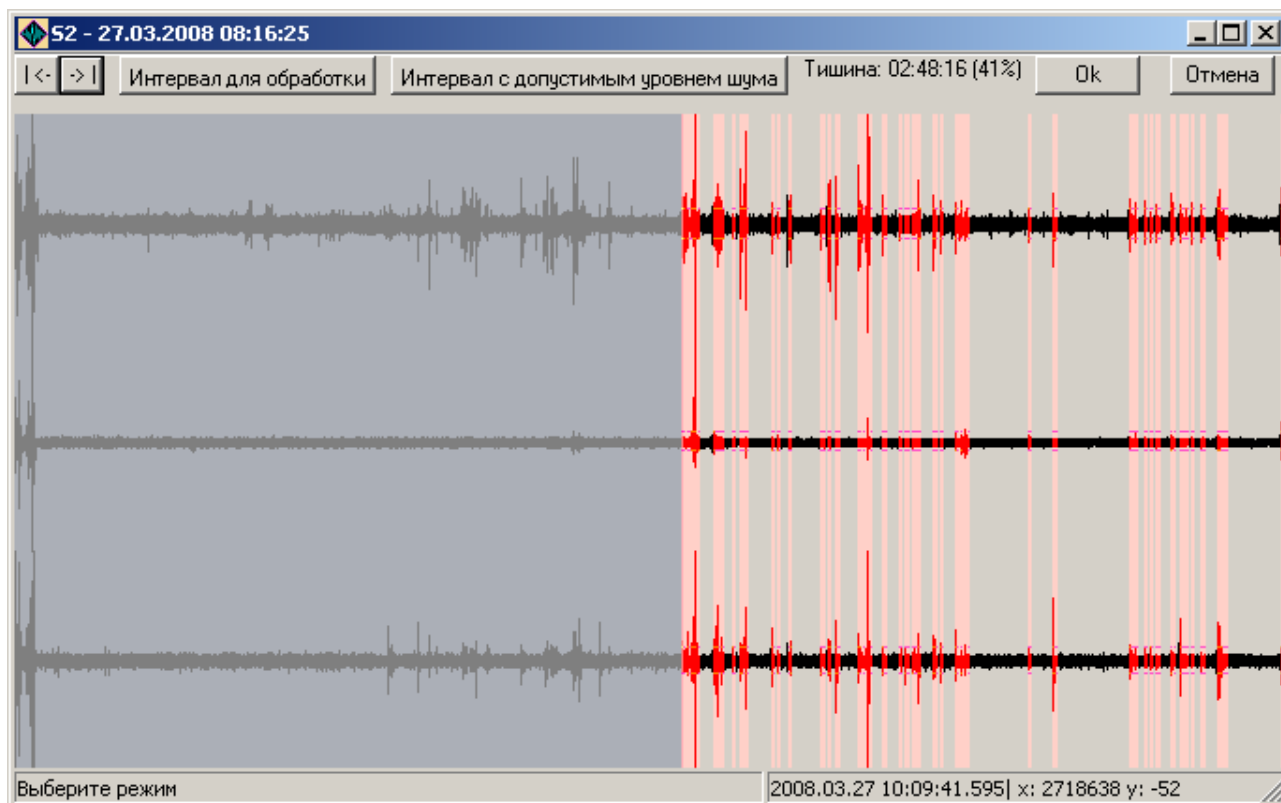 S2 - 27.03.2008 08:16:25
|<- ->| Интервал для обработки Интервал с допустимым уровнем шума Тишина: 02:48:16 (41%) Ok Отмена
Выберите режим 2008.03.27 10:09:41.595| x: 2718638 y: -52